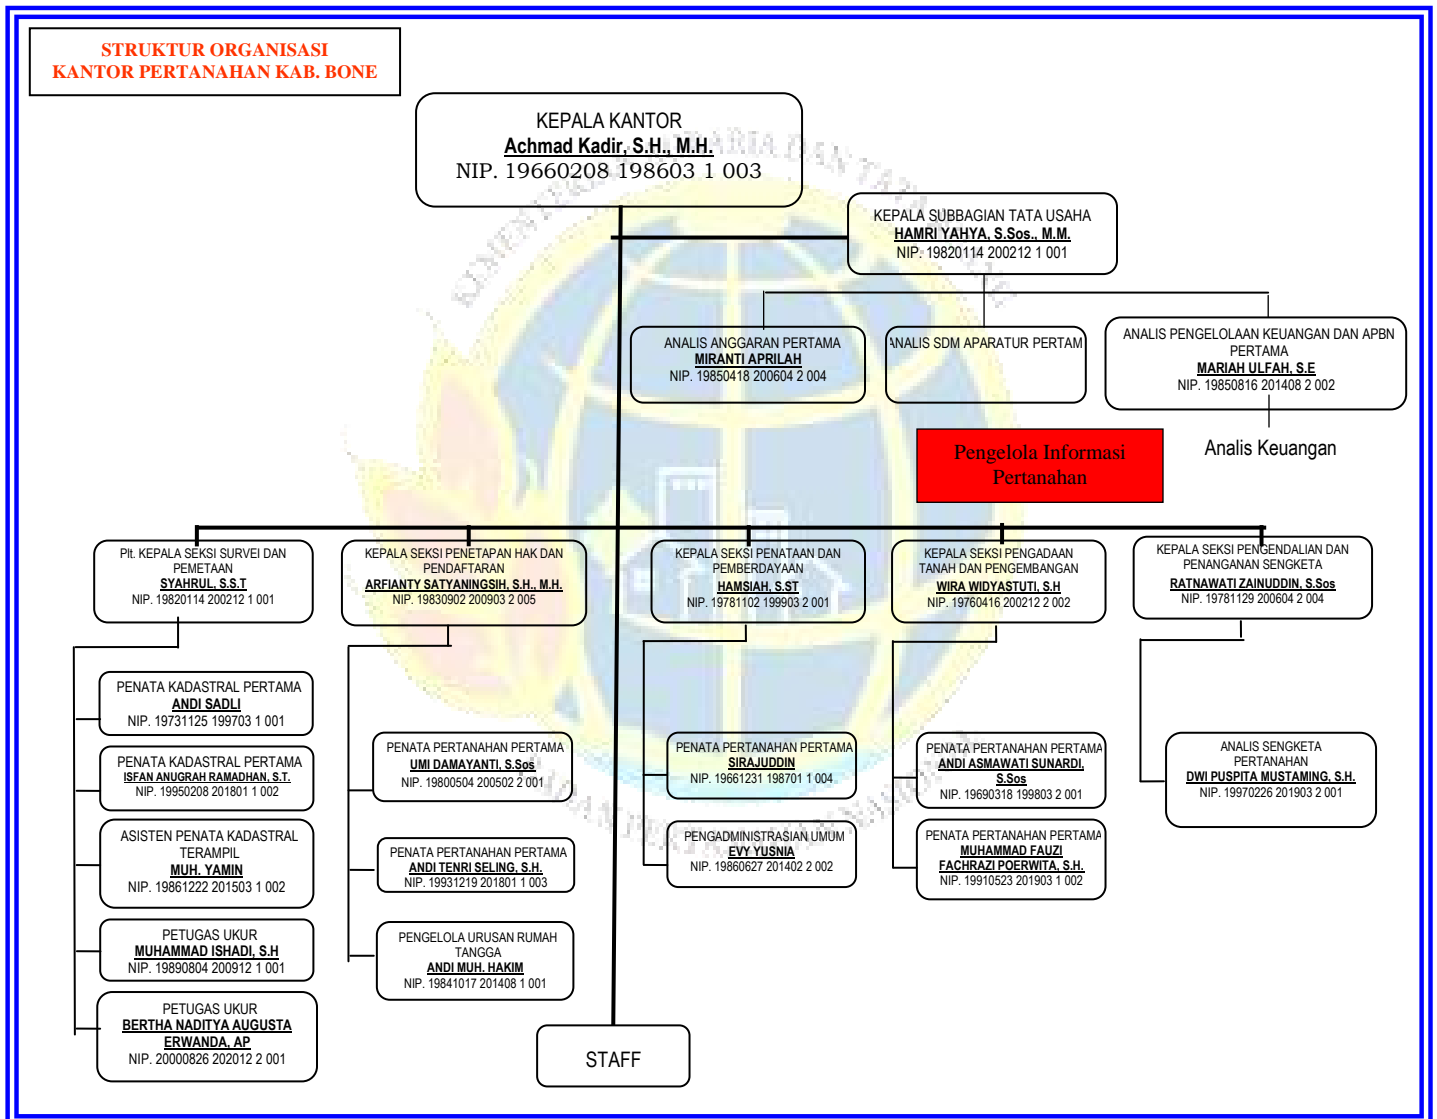 STRUKTUR ORGANISASI
KANTOR PERTANAHAN KAB. BONE
KEPALA KANTOR
Achmad Kadir, S.H., M.H.
NIP. 19660208 198603 1 003
KEPALA SUBBAGIAN TATA USAHA
HAMRI YAHYA, S.Sos., M.M.
NIP. 19820114 200212 1 001
ANALIS ANGGARAN PERTAMA
MIRANTI APRILAH
NIP. 19850418 200604 2 004
ANALIS SDM APARATUR PERTAM
ANALIS PENGELOLAAN KEUANGAN DAN APBN
PERTAMA
MARIAH ULFAH, S.E
NIP. 19850816 201408 2 002
Analis Keuangan
Pengelola Informasi
Pertanahan
Plt. KEPALA SEKSI SURVEI DAN
PEMETAAN
SYAHRUL, S.S.T
NIP. 19820114 200212 1 001
KEPALA SEKSI PENETAPAN HAK DAN
PENDAFTARAN
ARFIANTY SATYANINGSIH, S.H., M.H.
NIP. 19830902 200903 2 005
KEPALA SEKSI PENATAAN DAN
PEMBERDAYAAN
HAMSIAH, S.ST
NIP. 19781102 199903 2 001
KEPALA SEKSI PENGADAAN
TANAH DAN PENGEMBANGAN
WIRA WIDYASTUTI, S.H
NIP. 19760416 200212 2 002
KEPALA SEKSI PENGENDALIAN DAN
PENANGANAN SENGKETA
RATNAWATI ZAINUDDIN, S.Sos
NIP. 19781129 200604 2 004
PENATA KADASTRAL PERTAMA
ANDI SADLI
NIP. 19731125 199703 1 001
PENATA KADASTRAL PERTAMA
ISFAN ANUGRAH RAMADHAN, S.T.
NIP. 19950208 201801 1 002
ASISTEN PENATA KADASTRAL
TERAMPIL
MUH. YAMIN
NIP. 19861222 201503 1 002
PETUGAS UKUR
MUHAMMAD ISHADI, S.H
NIP. 19890804 200912 1 001
PETUGAS UKUR
BERTHA NADITYA AUGUSTA
ERWANDA, AP
NIP. 20000826 202012 2 001
PENATA PERTANAHAN PERTAMA
UMI DAMAYANTI, S.Sos
NIP. 19800504 200502 2 001
PENATA PERTANAHAN PERTAMA
ANDI TENRI SELING, S.H.
NIP. 19931219 201801 1 003
PENGELOLA URUSAN RUMAH
TANGGA
ANDI MUH. HAKIM
NIP. 19841017 201408 1 001
PENATA PERTANAHAN PERTAMA
SIRAJUDDIN
NIP. 19661231 198701 1 004
PENGADMINISTRASIAN UMUM
EVY YUSNIA
NIP. 19860627 201402 2 002
PENATA PERTANAHAN PERTAMA
ANDI ASMAWATI SUNARDI,
S.Sos
NIP. 19690318 199803 2 001
PENATA PERTANAHAN PERTAMA
MUHAMMAD FAUZI
FACHRAZI POERWITA, S.H.
NIP. 19910523 201903 1 002
ANALIS SENGKETA
PERTANAHAN
DWI PUSPITA MUSTAMING, S.H.
NIP. 19970226 201903 2 001
STAFF